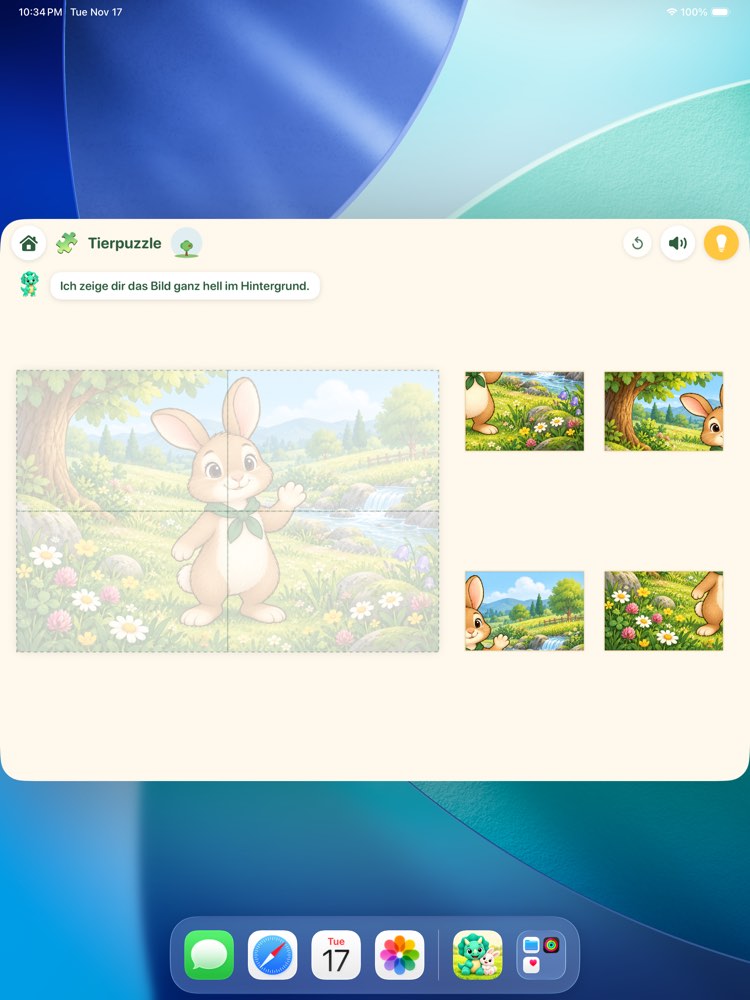 10:34 PM Tue Nov 17
100%
Tierpuzzle
Ich zeige dir das Bild ganz hell im Hintergrund.
Tue
17